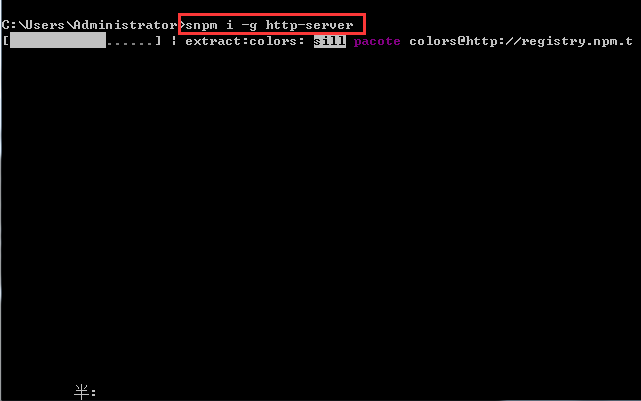 C:\Users\Administrator>snpm i -g http-server
[ ......] | extract:colors: sill pacote colors@http://registry.npm.t
半: